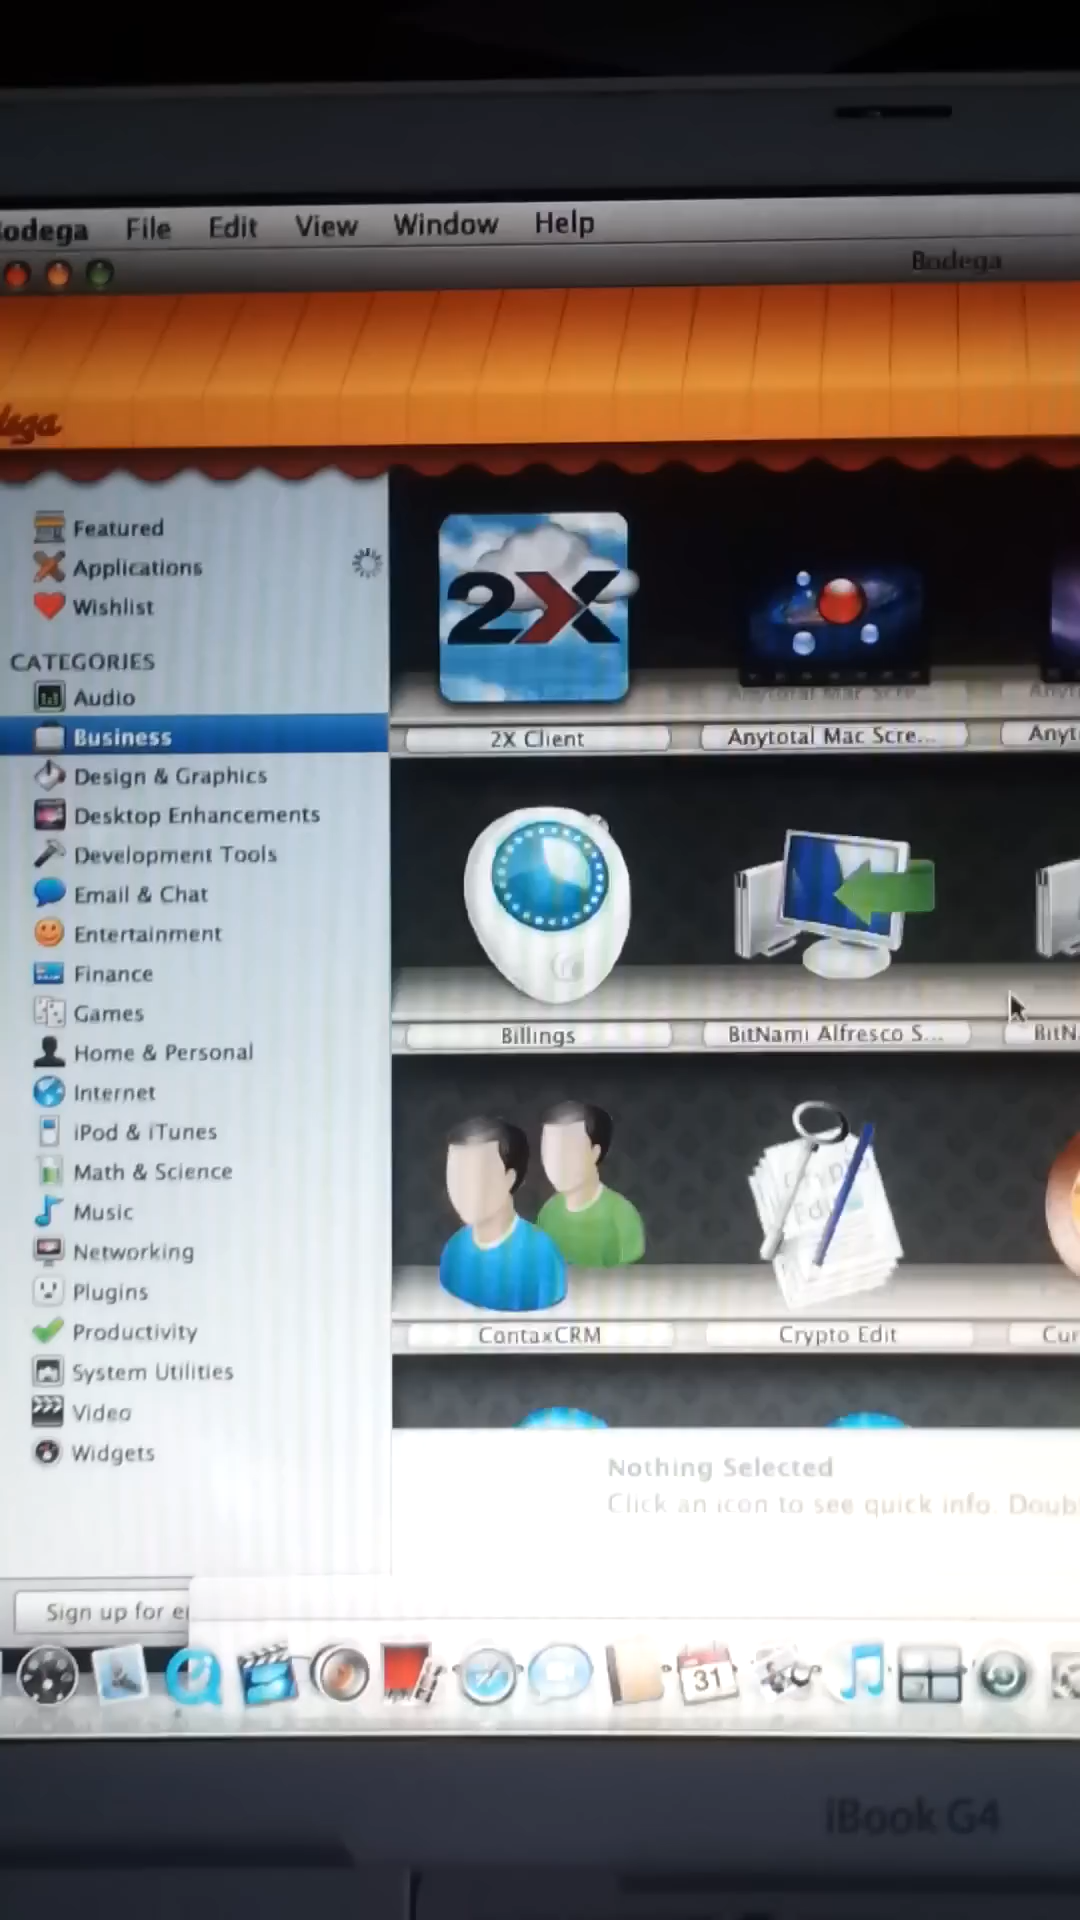 File Edit View Window Help
Bodega
Featured
Applications
Wishlist
CATEGORIES
Audio
Business
Design & Graphics
Desktop Enhancements
Development Tools
Email & Chat
Entertainment
Finance
Games
Home & Personal
Internet
iPod & iTunes
Math & Science
Music
Networking
Plugins
Productivity
System Utilities
Video
Widgets
Sign up for
2X
2X Client
Anytotal Mac Scre...
Billings
BitNami Alfresco S...
ContaxCRM
Crypto Edit
Nothing Selected
Click an icon to see quick info.
31
iBook G4